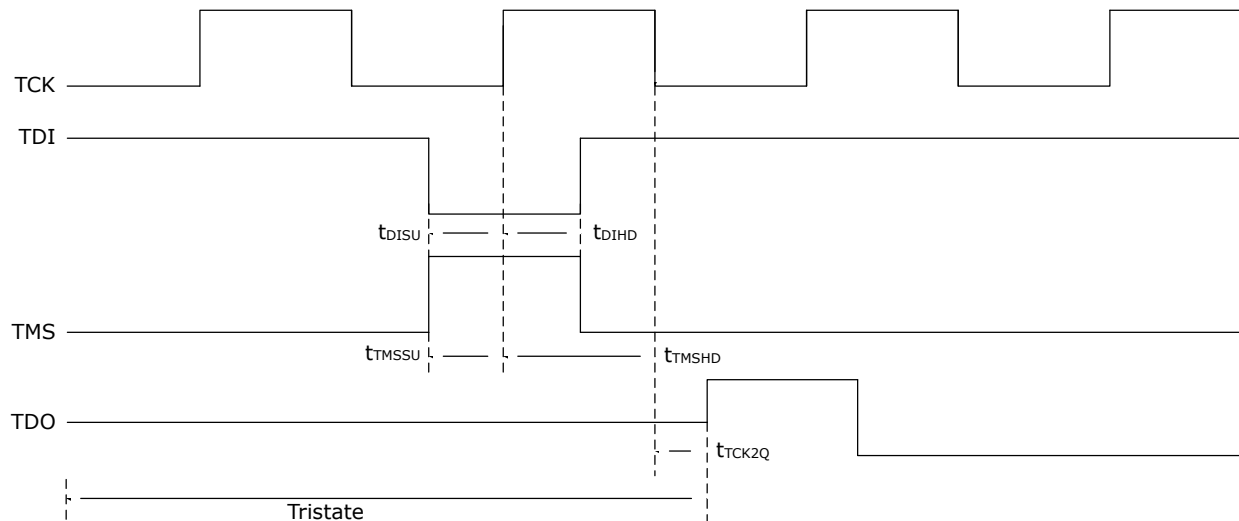 TCK
TDI
tDISU tDIHD
TMS
tTMSSU tTMSHD
TDO
tTCK2Q
Tristate